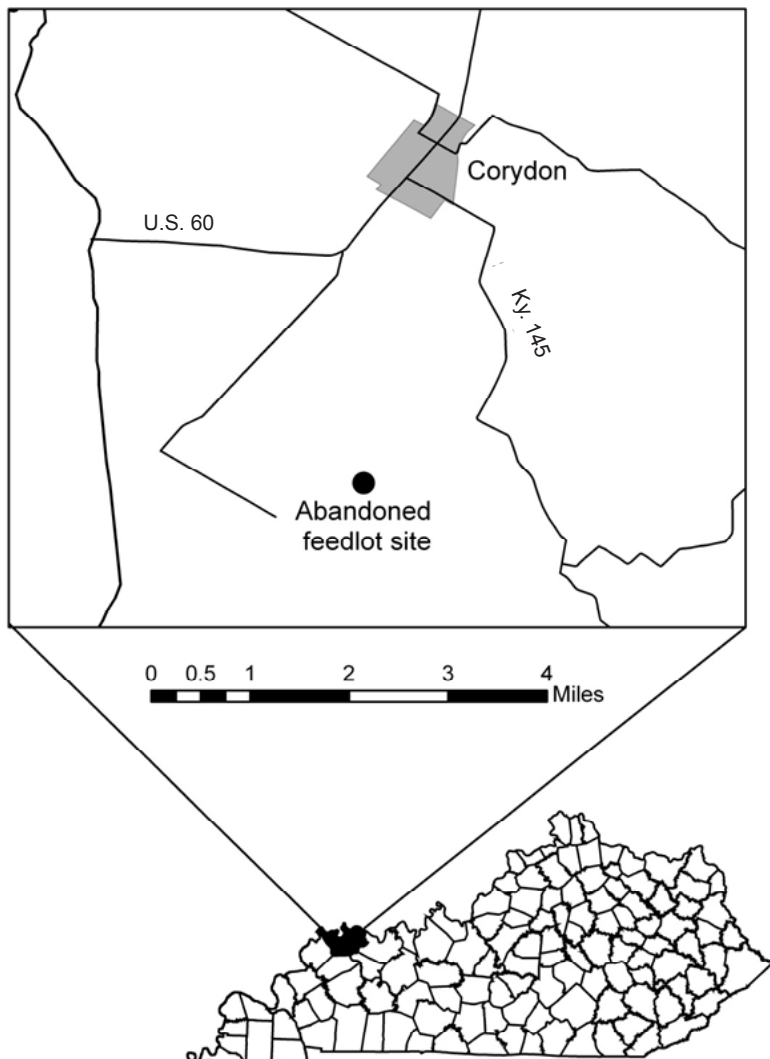 Corydon
U.S. 60
Ky. 145
Abandoned
feedlot site
0 0.5 1 2 3 4
Miles